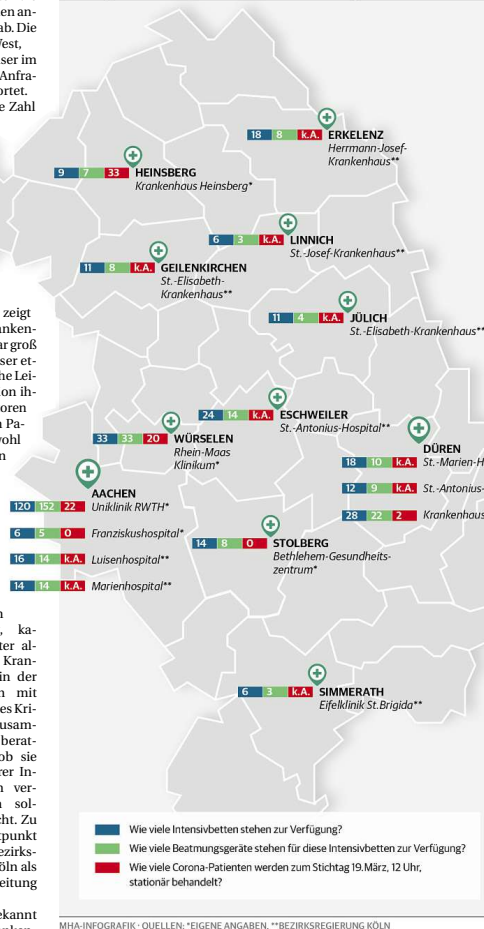 en an-
ab. Die
West,
ser im
Anfra-
ortet.
e Zahl
zeigt
anken-
ar groß
ser et-
he Lei-
on ih-
oren
n Pa-
wohl
n
n
, ka-
ter al-
Kran-
in der
n mit
es Kri-
usam-
berat-
ob sie
rer In-
n ver-
n sol-
cht. Zu
tpunkt
ezirks-
öln als
eitung
ekannt
18 8 k.A. ERKELENZ
Herrmann-Josef-
Krankenhaus**
9 7 33 HEINSBERG
Krankenhaus Heinsberg*
6 3 k.A. LINNICH
St.-Josef-Krankenhaus**
11 8 k.A. GEILENKIRCHEN
St.-Elisabeth-
Krankenhaus**
11 4 k.A. JÜLICH
St.-Elisabeth-Krankenhaus**
24 14 k.A. ESCHWEILER
St.-Antonius-Hospital**
33 33 20 WÜRSELEN
Rhein-Maas
Klinikum*
DÜREN
18 10 k.A. St.-Marien-H
12 9 k.A. St.-Antonius-
28 22 2 Krankenhaus
AACHEN
120 152 22 Uniklinik RWTH*
6 5 0 Franziskushospital*
16 14 k.A. Luisenhospital**
14 14 k.A. Marienhospital**
14 8 0 STOLBERG
Bethlehem-Gesundheits-
zentrum*
6 3 k.A. SIMMERATH
Eifelklinik St.Brigida**
Wie viele Intensivbetten stehen zur Verfügung?
Wie viele Beatmungsgeräte stehen für diese Intensivbetten zur Verfügung?
Wie viele Corona-Patienten werden zum Stichtag 19.März, 12 Uhr,
stationär behandelt?
MHA-INFOGRAFIK · QUELLEN: *EIGENE ANGABEN, **BEZIRKSREGIERUNG KÖLN